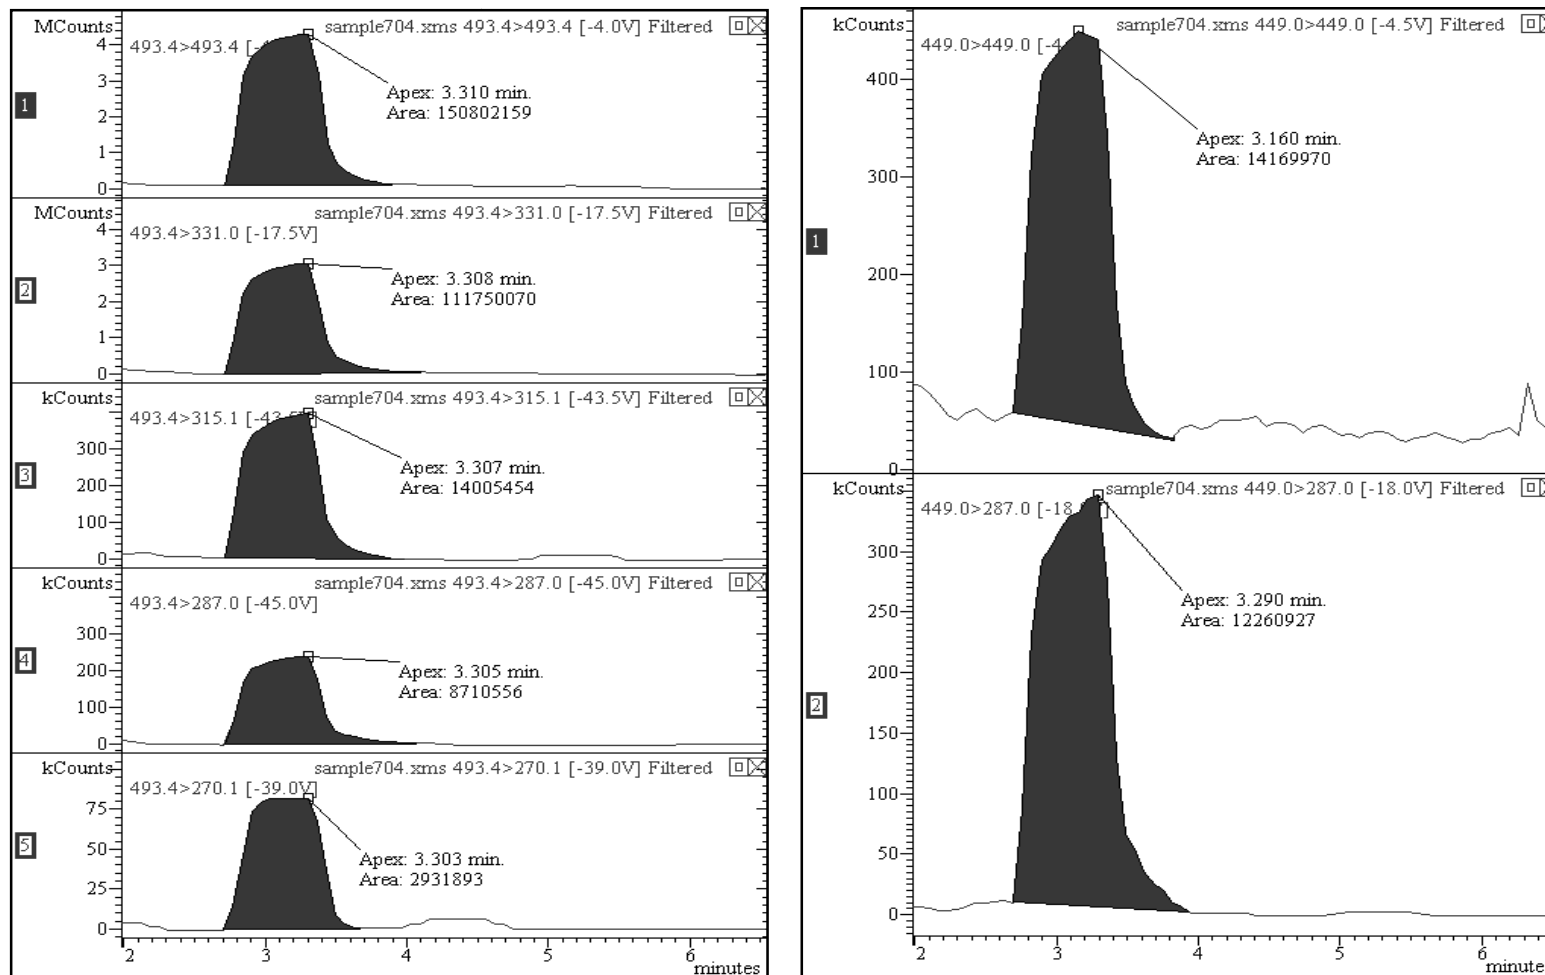 MCounts
sample704.xms 493.4>493.4 [-4.0V] Filtered
493.4>493.4 [-4
4
3
2
1
0
1
Apex: 3.310 min.
Area: 150802159
MCounts
sample704.xms 493.4>331.0 [-17.5V] Filtered
493.4>331.0 [-17.5V]
4
3
2
1
0
2
Apex: 3.308 min.
Area: 111750070
kCounts
sample704.xms 493.4>315.1 [-43.5V] Filtered
493.4>315.1 [-43.5V]
300
200
100
0
3
Apex: 3.307 min.
Area: 14005454
kCounts
sample704.xms 493.4>287.0 [-45.0V] Filtered
493.4>287.0 [-45.0V]
300
200
100
0
4
Apex: 3.305 min.
Area: 8710556
kCounts
sample704.xms 493.4>270.1 [-39.0V] Filtered
493.4>270.1 [-39.0V]
75
50
25
0
5
Apex: 3.303 min.
Area: 2931893
2 3 4 5 6
minutes
kCounts
sample704.xms 449.0>449.0 [-4.5V] Filtered
449.0>449.0 [-4
400
300
200
100
0
1
Apex: 3.160 min.
Area: 14169970
kCounts
sample704.xms 449.0>287.0 [-18.0V] Filtered
449.0>287.0 [-18
300
250
200
150
100
50
0
2
Apex: 3.290 min.
Area: 12260927
2 3 4 5 6
minutes